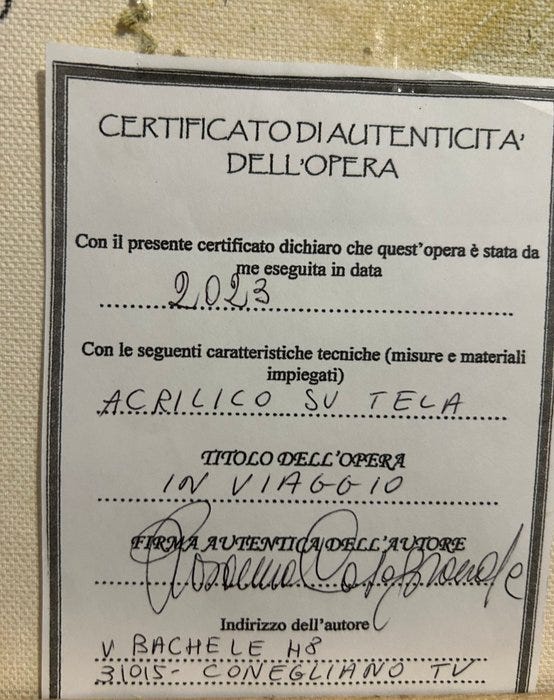 CERTIFICATO DI AUTENTICITA'
DELL'OPERA
Con il presente certificato dichiaro che quest'opera è stata da
me eseguita in data
2023
Con le seguenti caratteristiche tecniche (misure e materiali
impiegati)
ACRILICO SU TELA
TITOLO DELL'OPERA
IN VIAGGIO
FIRMA AUTENTICA DELL'AUTORE
Indirizzo dell'autore
V BACHELE H8
31015- CONEGLIANO TV